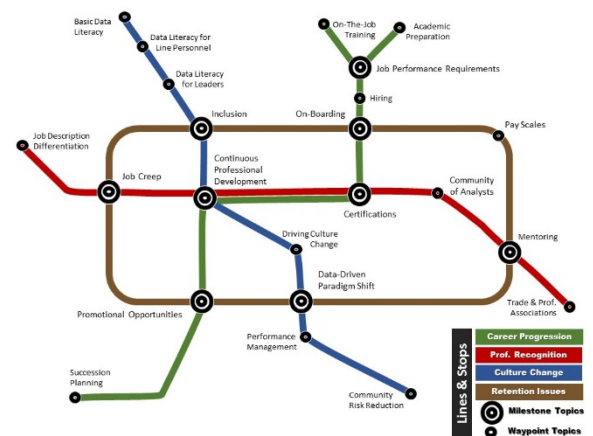 Basic Data
Literacy
Data Literacy for
Line Personnel
Data Literacy
for Leaders
On-The-Job
Training
Academic
Preparation
Job Performance Requirements
Hiring
Inclusion
On-Boarding
Pay Scales
Job Description
Differentiation
Job Creep
Continuous
Professional
Development
Certifications
Community
of Analysts
Driving Culture
Change
Mentoring
Data-Driven
Paradigm Shift
Promotional Opportunities
Trade & Prof.
Associations
Performance
Management
Succession
Planning
Community
Risk Reduction
Lines & Stops
Career Progression
Prof. Recognition
Culture Change
Retention Issues
Milestone Topics
Waypoint Topics